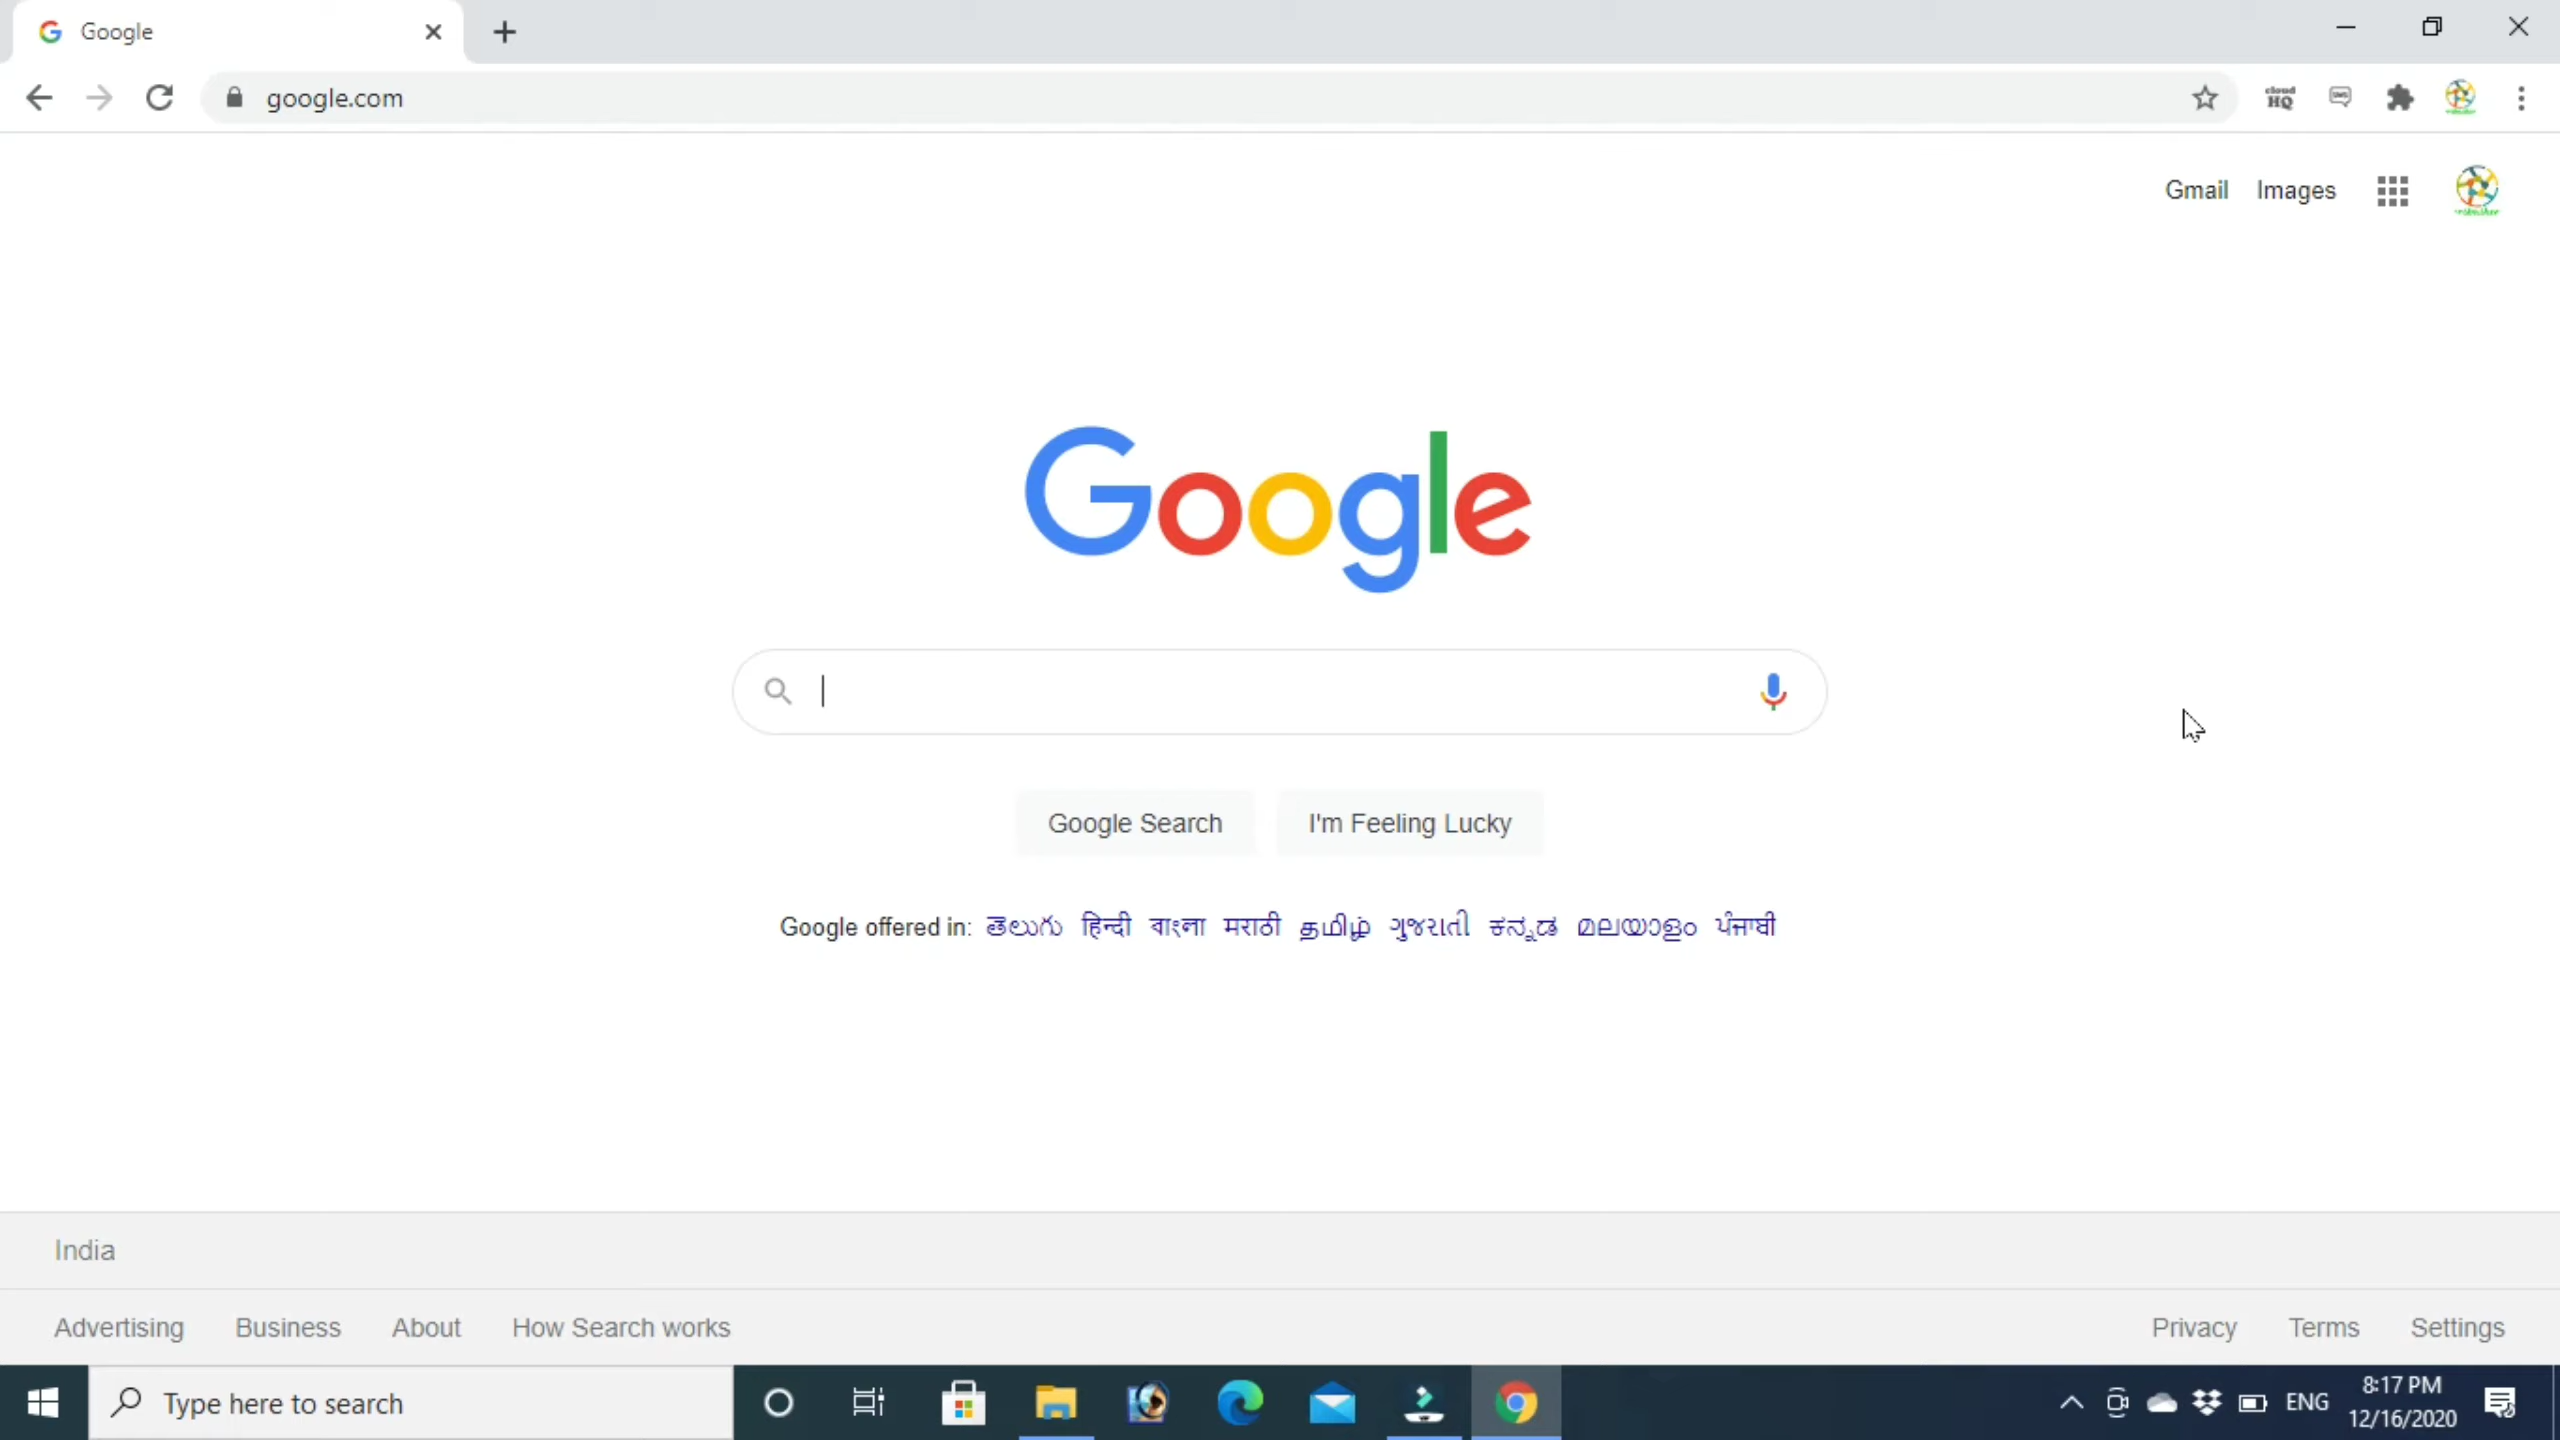 Google
google.com
cloud HQ
Gmail Images
Google
Google Search I'm Feeling Lucky
Google offered in: తెలుగు हिन्दी বাংলা मराठी தமிழ் ગુજરાતી ಕನ್ನಡ മലയാളം ਪੰਜਾਬੀ
India
Advertising Business About How Search works Privacy Terms Settings
Type here to search ENG 8:17 PM
12/16/2020